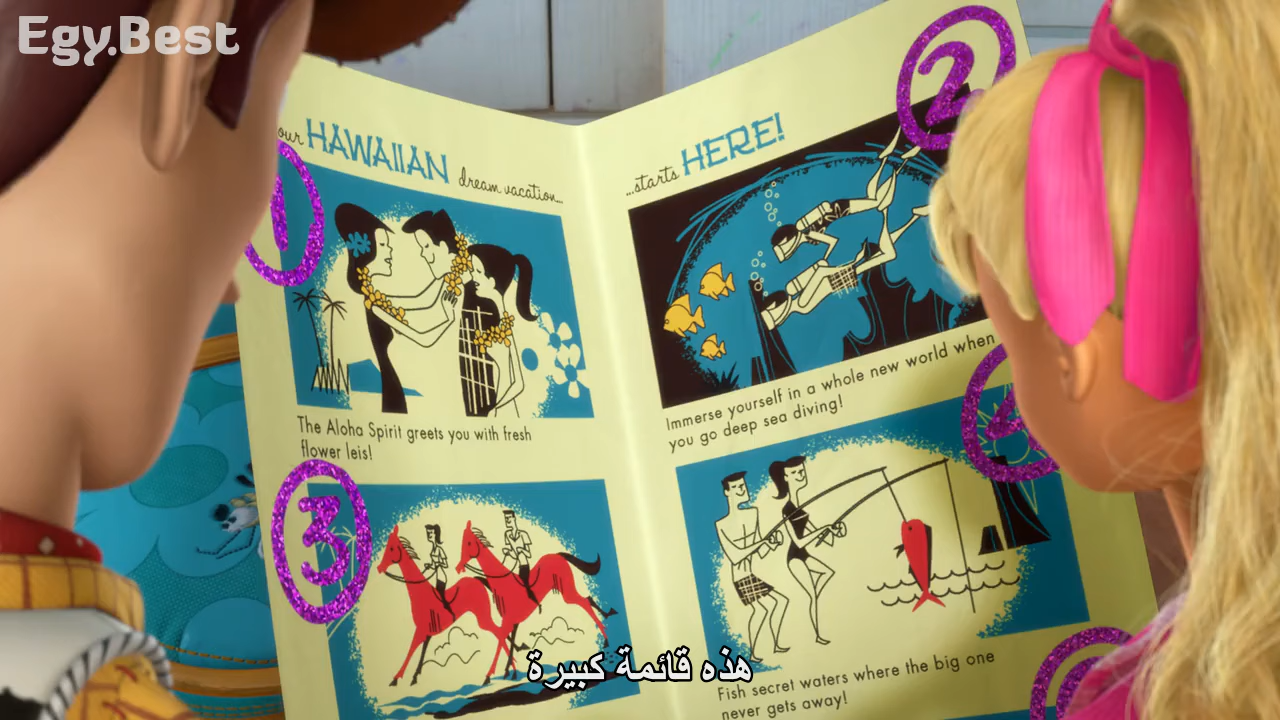 Egy.Best
our HAWAIIAN dream vacation...
1
The Aloha Spirit greets you with fresh
flower leis!
3
...starts HERE!
2
Immerse yourself in a whole new world when
you go deep sea diving!
4
Fish secret waters where the big one
never gets away!
هذه قائمة كبيرة